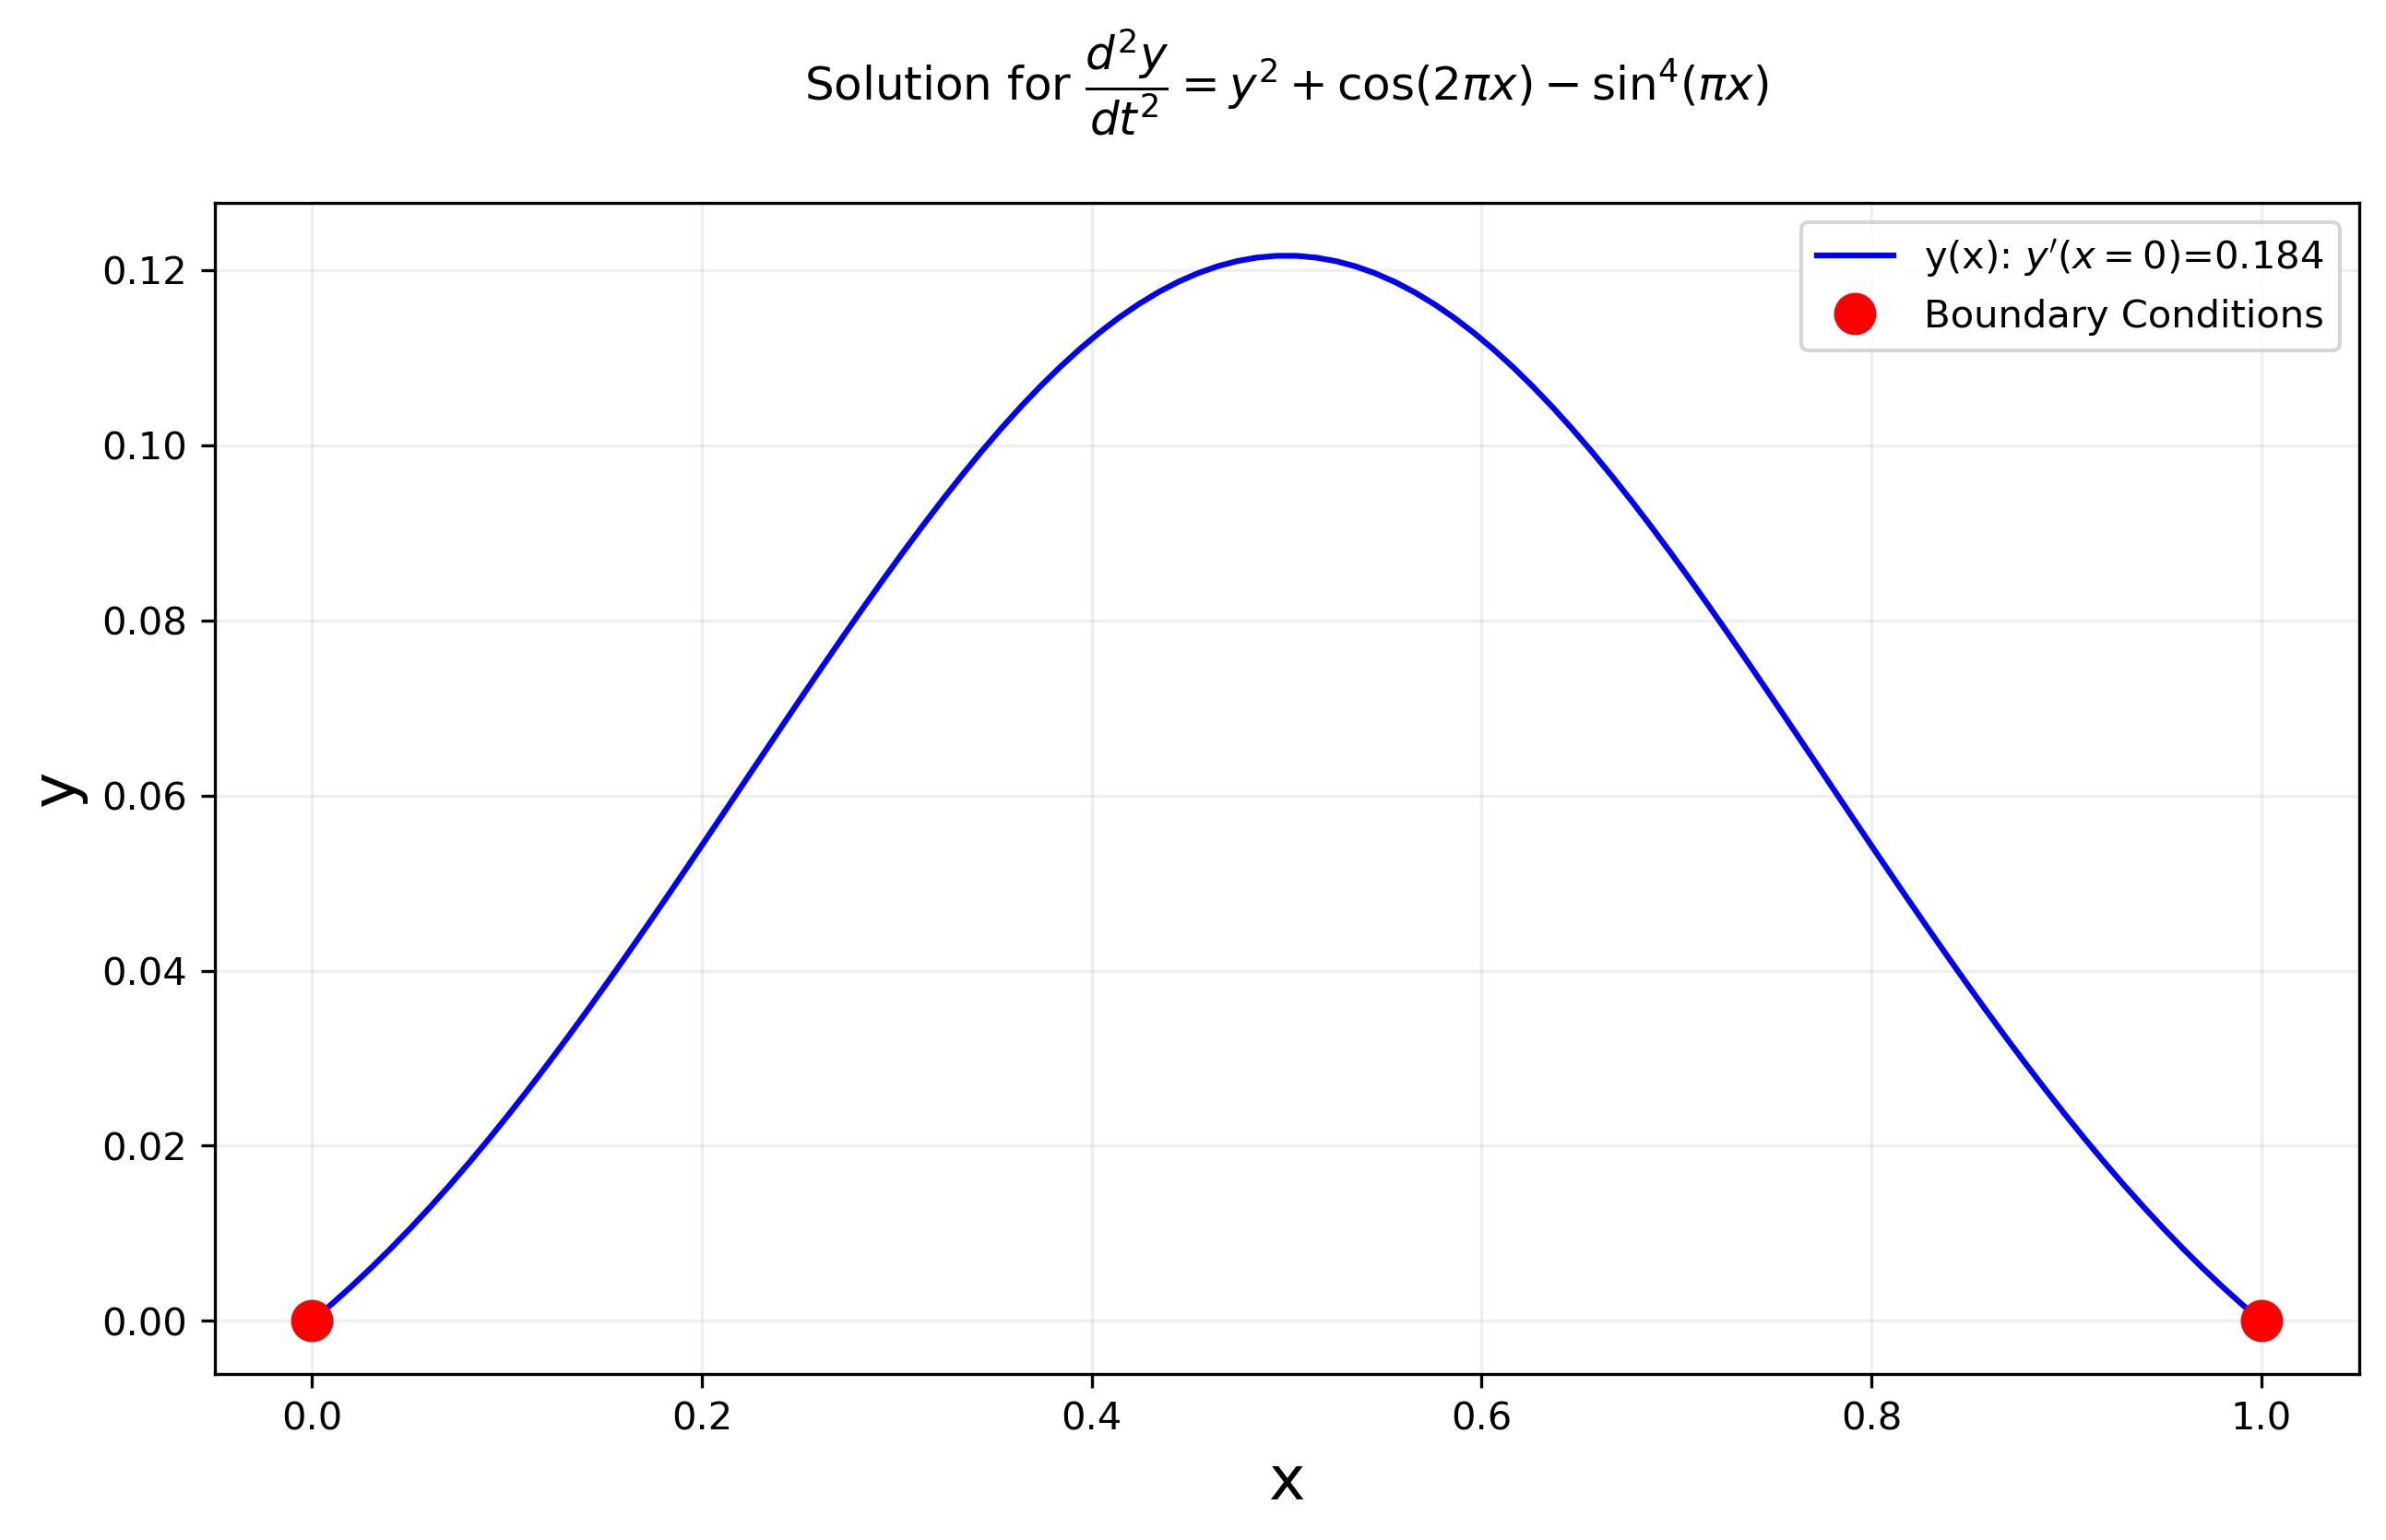 Solution for d²y/dt² = y² + cos(2πx) − sin⁴(πx)
y(x): y′(x = 0)=0.184
Boundary Conditions
0.12
0.10
0.08
0.06
0.04
0.02
0.00
y
0.0 0.2 0.4 0.6 0.8 1.0
x